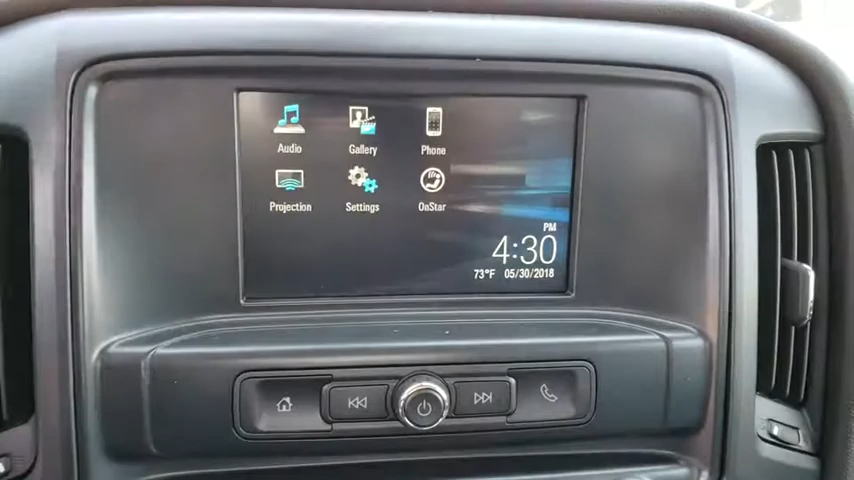 Audio Gallery Phone
Projection Settings OnStar
PM
4:30
73°F 05/30/2018